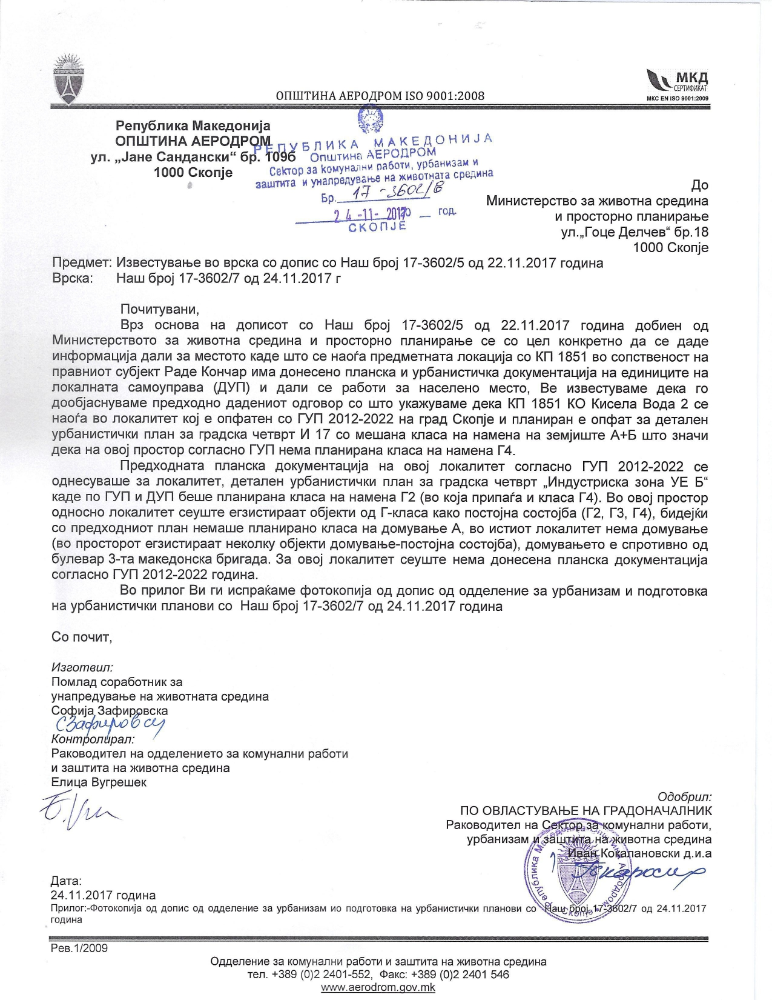 ОПШТИНА АЕРОДРОМ ISO 9001:2008
МКД
СЕРТИФИКАТ
МКС EN ISO 9001:2009
Република Македонија
ОПШТИНА АЕРОДРОМ
ул. „Јане Сандански“ бр. 109б
1000 Скопје
РЕПУБЛИКА МАКЕДОНИЈА
Општина АЕРОДРОМ
Сектор за комунални работи, урбанизам и
заштита и унапредување на животната средина
Бр. 17-3602/8
24-11-2017 год.
СКОПЈЕ
До
Министерство за животна средина
и просторно планирање
ул.„Гоце Делчев“ бр.18
1000 Скопје
Предмет: Известување во врска со допис со Наш број 17-3602/5 од 22.11.2017 година
Врска: Наш број 17-3602/7 од 24.11.2017 г
Почитувани,
Врз основа на дописот со Наш број 17-3602/5 од 22.11.2017 година добиен од
Министерството за животна средина и просторно планирање се со цел конкретно да се даде
информација дали за местото каде што се наоѓа предметната локација со КП 1851 во сопственост на
правниот субјект Раде Кончар има донесено планска и урбанистичка документација на единиците на
локалната самоуправа (ДУП) и дали се работи за населено место, Ве известуваме дека го
дообјаснуваме предходно дадениот одговор со што укажуваме дека КП 1851 КО Кисела Вода 2 се
наоѓа во локалитет кој е опфатен со ГУП 2012-2022 на град Скопје и планиран е опфат за детален
урбанистички план за градска четврт И 17 со мешана класа на намена на земјиште А+Б што значи
дека на овој простор согласно ГУП нема планирана класа на намена Г4.
Предходната планска документација на овој локалитет согласно ГУП 2012-2022 се
однесуваше за локалитет, детален урбанистички план за градска четврт „Индустриска зона УЕ Б“
каде по ГУП и ДУП беше планирана класа на намена Г2 (во која припаѓа и класа Г4). Во овој простор
односно локалитет сеуште егзистираат објекти од Г-класа како постојна состојба (Г2, Г3, Г4), бидејќи
со предходниот план немаше планирано класа на домување А, во истиот локалитет нема домување
(во просторот егзистираат неколку објекти домување-постојна состојба), домувањето е спротивно од
булевар 3-та македонска бригада. За овој локалитет сеуште нема донесена планска документација
согласно ГУП 2012-2022 година.
Во прилог Ви ги испраќаме фотокопија од допис од одделение за урбанизам и подготовка
на урбанистички планови со Наш број 17-3602/7 од 24.11.2017 година
Со почит,
Изготвил:
Помлад соработник за
унапредување на животната средина
Софија Зафировска
Контролирал:
Раководител на одделението за комунални работи
и заштита на животна средина
Елица Вугрешек
Одобрил:
ПО ОВЛАСТУВАЊЕ НА ГРАДОНАЧАЛНИК
Раководител на Сектор за комунални работи,
урбанизам и заштита на животна средина
Иван Кокалановски д.и.а
Дата:
24.11.2017 година
Прилог:-Фотокопија од допис од одделение за урбанизам ио подготовка на урбанистички планови со Наш број 17-3602/7 од 24.11.2017
година
Рев.1/2009
Одделение за комунални работи и заштита на животна средина
тел. +389 (0)2 2401-552, Факс: +389 (0)2 2401 546
www.aerodrom.gov.mk